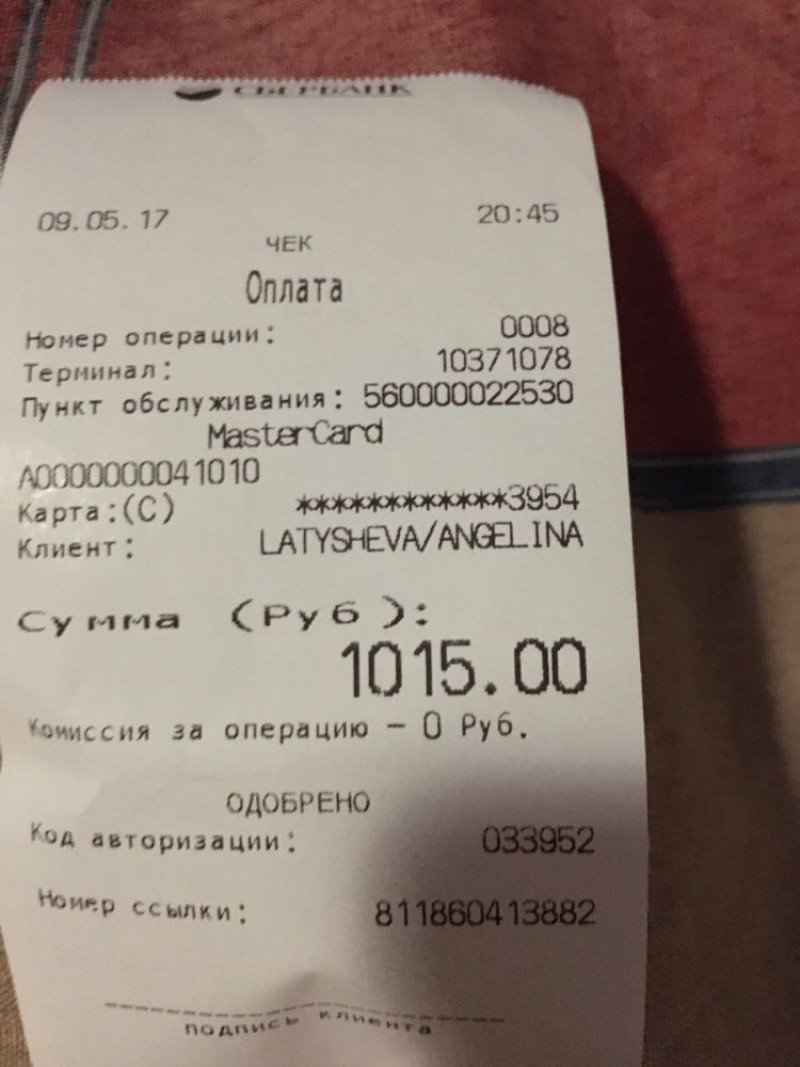 СБЕРБАНК
09.05.17 20:45
ЧЕК
Оплата
Номер операции: 0008
Терминал: 10371078
Пункт обслуживания: 560000022530
MasterCard
A0000000041010
Карта:(C) ************3954
Клиент: LATYSHEVA/ANGELINA
Сумма (Руб):
1015.00
Комиссия за операцию – 0 Руб.
ОДОБРЕНО
Код авторизации: 033952
Номер ссылки: 811860413882
подпись клиента